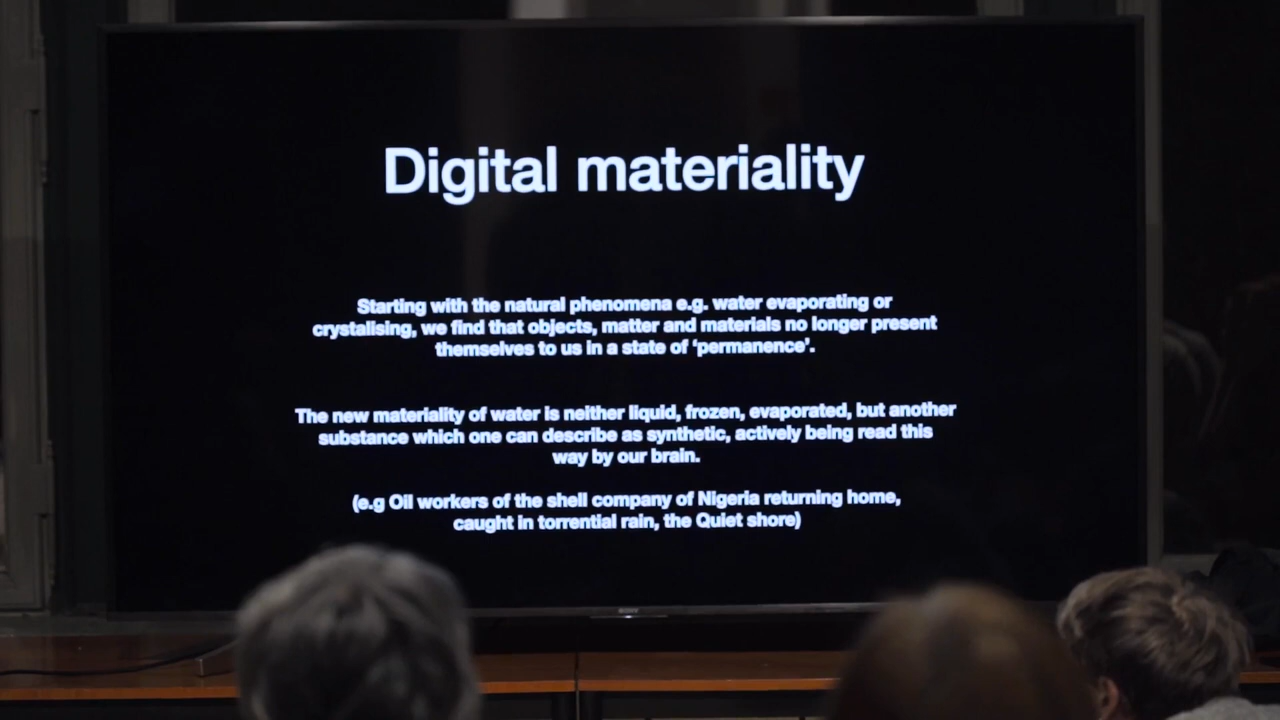 Digital materiality
Starting with the natural phenomena e.g. water evaporating or
crystalising, we find that objects, matter and materials no longer present
themselves to us in a state of ‘permanence’.
The new materiality of water is neither liquid, frozen, evaporated, but another
substance which one can describe as synthetic, actively being read this
way by our brain.
(e.g Oil workers of the shell company of Nigeria returning home,
caught in torrential rain, the Quiet shore)
SONY